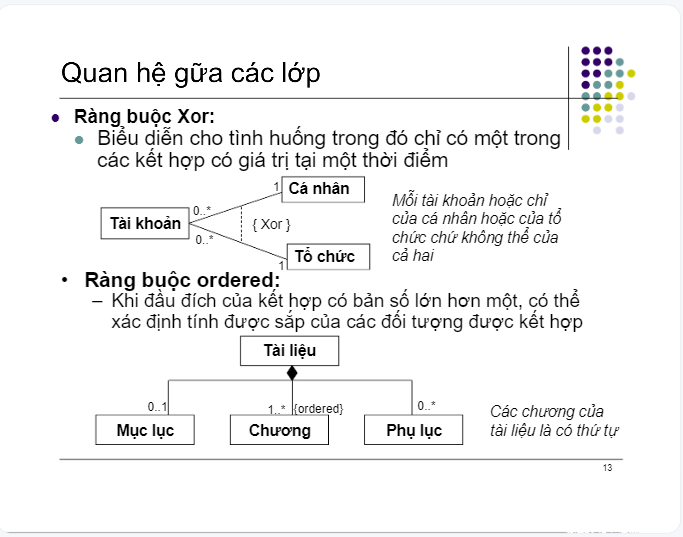 Quan hệ gữa các lớp
Ràng buộc Xor:
Biểu diễn cho tình huống trong đó chỉ có một trong
các kết hợp có giá trị tại một thời điểm
1
Cá nhân
Tài khoản
0..*
0..*
{ Xor }
1
Tổ chức
Mỗi tài khoản hoặc chỉ
của cá nhân hoặc của tổ
chức chứ không thể của
cả hai
• Ràng buộc ordered:
– Khi đầu đích của kết hợp có bản số lớn hơn một, có thể
xác định tính được sắp của các đối tượng được kết hợp
Tài liệu
0..1
1..* {ordered}
0..*
Mục lục
Chương
Phụ lục
Các chương của
tài liệu là có thứ tự
13